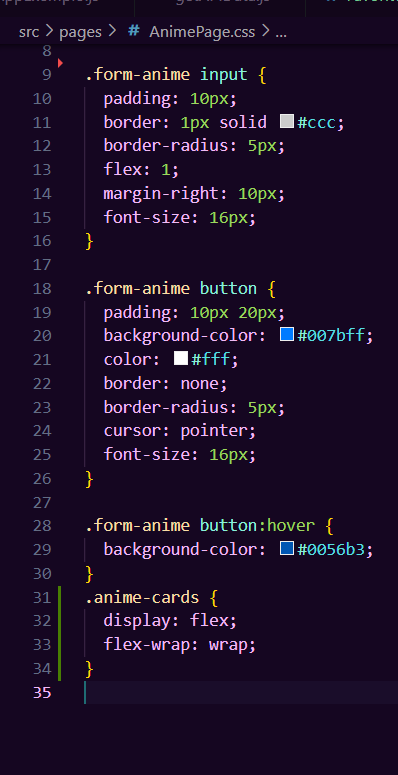 src > pages > # AnimePage.css > ...
8
9 .form-anime input {
10 padding: 10px;
11 border: 1px solid #ccc;
12 border-radius: 5px;
13 flex: 1;
14 margin-right: 10px;
15 font-size: 16px;
16 }
17
18 .form-anime button {
19 padding: 10px 20px;
20 background-color: #007bff;
21 color: #fff;
22 border: none;
23 border-radius: 5px;
24 cursor: pointer;
25 font-size: 16px;
26 }
27
28 .form-anime button:hover {
29 background-color: #0056b3;
30 }
31 .anime-cards {
32 display: flex;
33 flex-wrap: wrap;
34 }
35